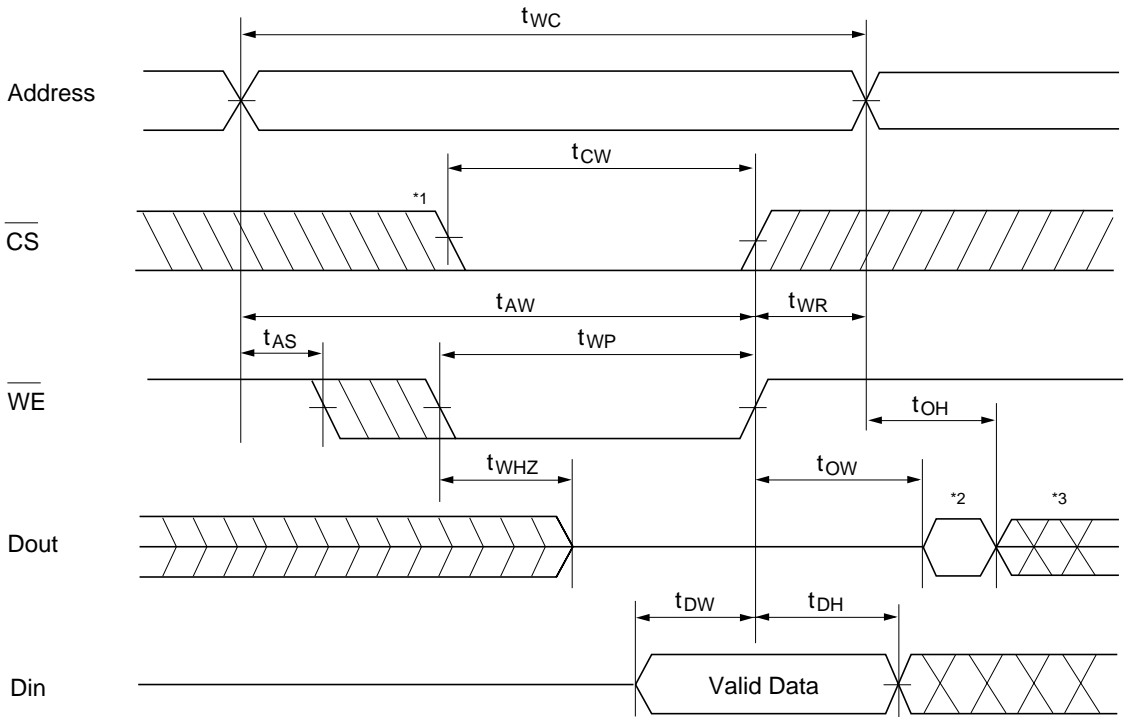 tWC
Address
tCW
*1
CS
tAW
tWR
tAS
tWP
WE
tOH
tWHZ
tOW
*2
*3
Dout
tDW
tDH
Din
Valid Data